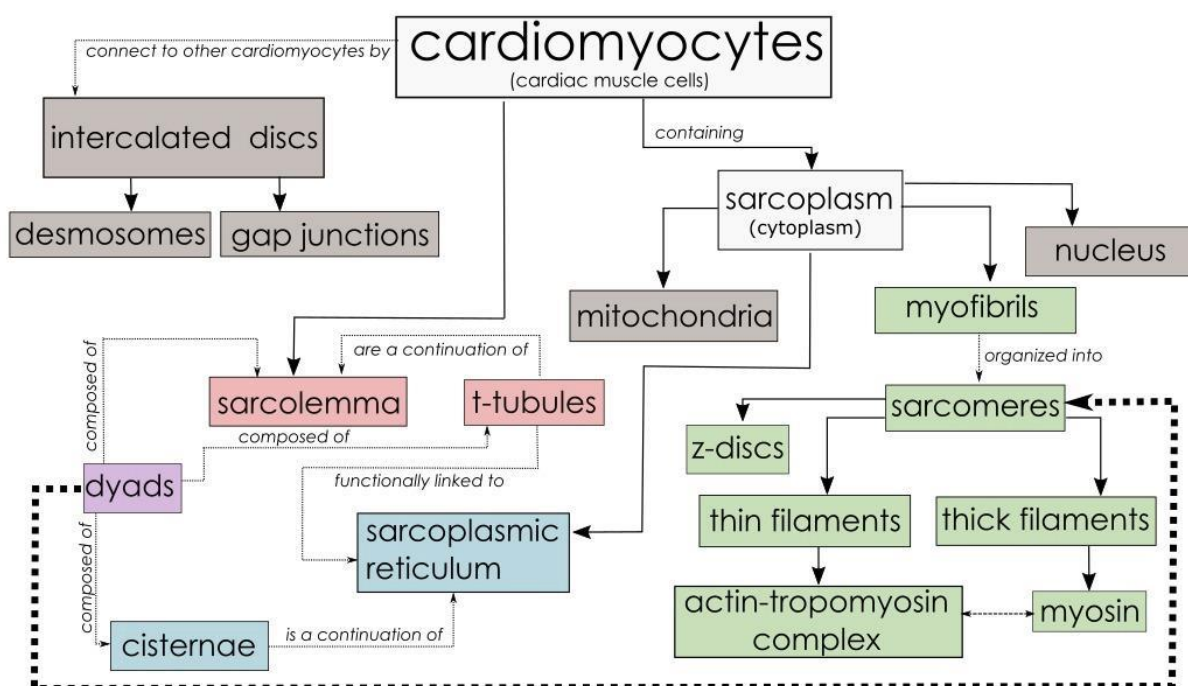 cardiomyocytes
(cardiac muscle cells)
connect to other cardiomyocytes by
intercalated discs
containing
desmosomes
gap junctions
sarcoplasm
(cytoplasm)
nucleus
mitochondria
myofibrils
are a continuation of
organized into
composed of
sarcolemma
t-tubules
sarcomeres
composed of
z-discs
dyads
functionally linked to
thin filaments
thick filaments
sarcoplasmic
reticulum
composed of
actin-tropomyosin
complex
myosin
cisternae
is a continuation of